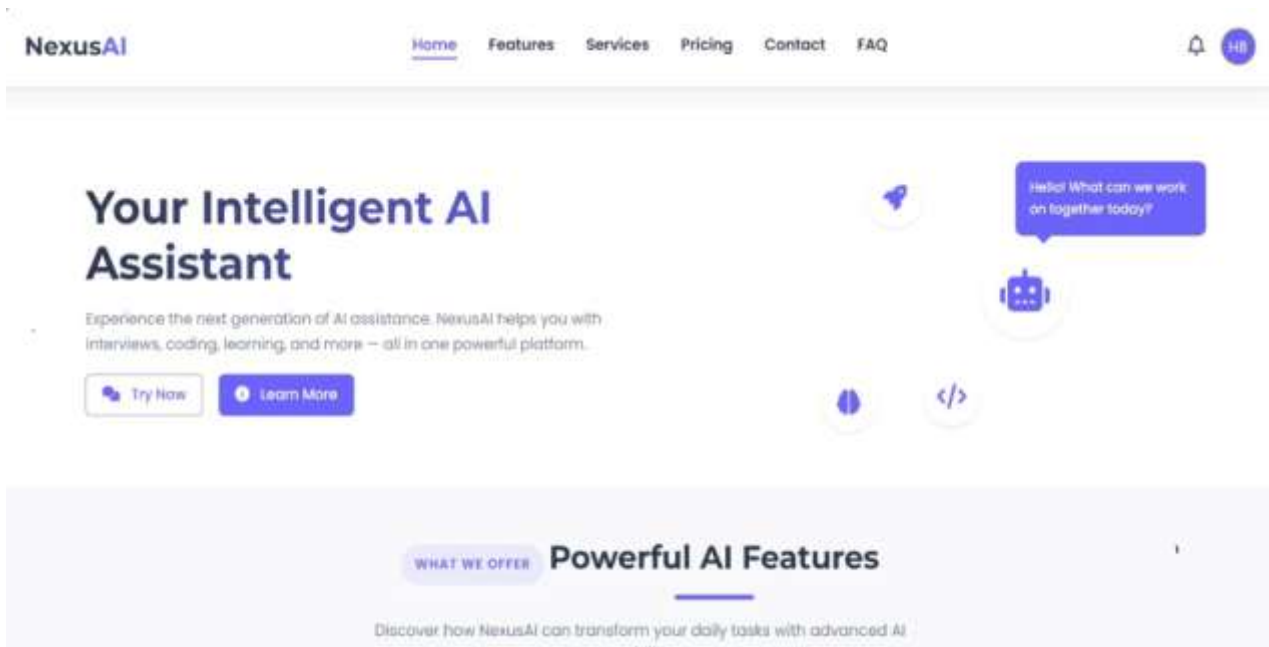 NexusAI
Home Features Services Pricing Contact FAQ
HB
Hello! What can we work
on together today?
Your Intelligent AI
Assistant
Experience the next generation of AI assistance. NexusAI helps you with
interviews, coding, learning, and more — all in one powerful platform.
Try Now
Learn More
</>
WHAT WE OFFER Powerful AI Features
Discover how NexusAI can transform your daily tasks with advanced AI